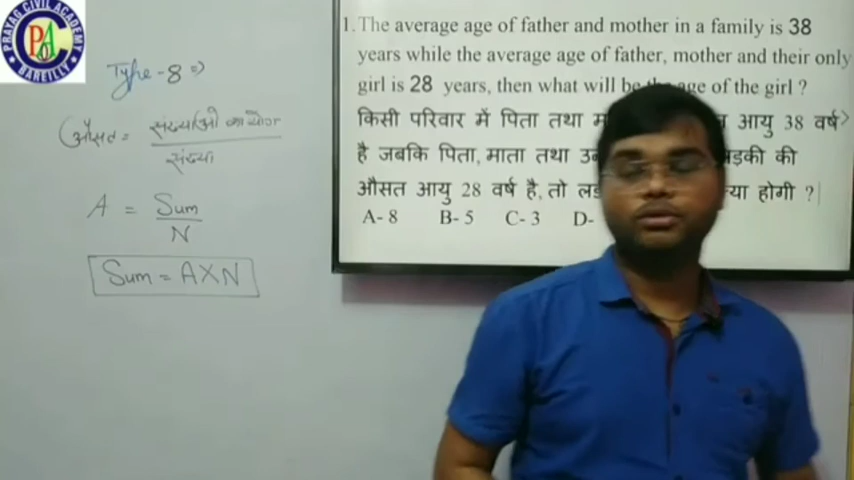 PRAYAG CIVIL ACADEMY
PCA
BAREILLY
Type-8 ⇒
औसत = संख्याओं का योग
संख्या
A = Sum
N
Sum = A×N
1. The average age of father and mother in a family is 38
years while the average age of father, mother and their only
girl is 28 years, then what will be age of the girl ?
किसी परिवार में पिता तथा आयु 38 वर्ष
है जबकि पिता, माता तथा की
औसत आयु 28 वर्ष है, तो होगी ?
A- 8 B- 5 C- 3 D-